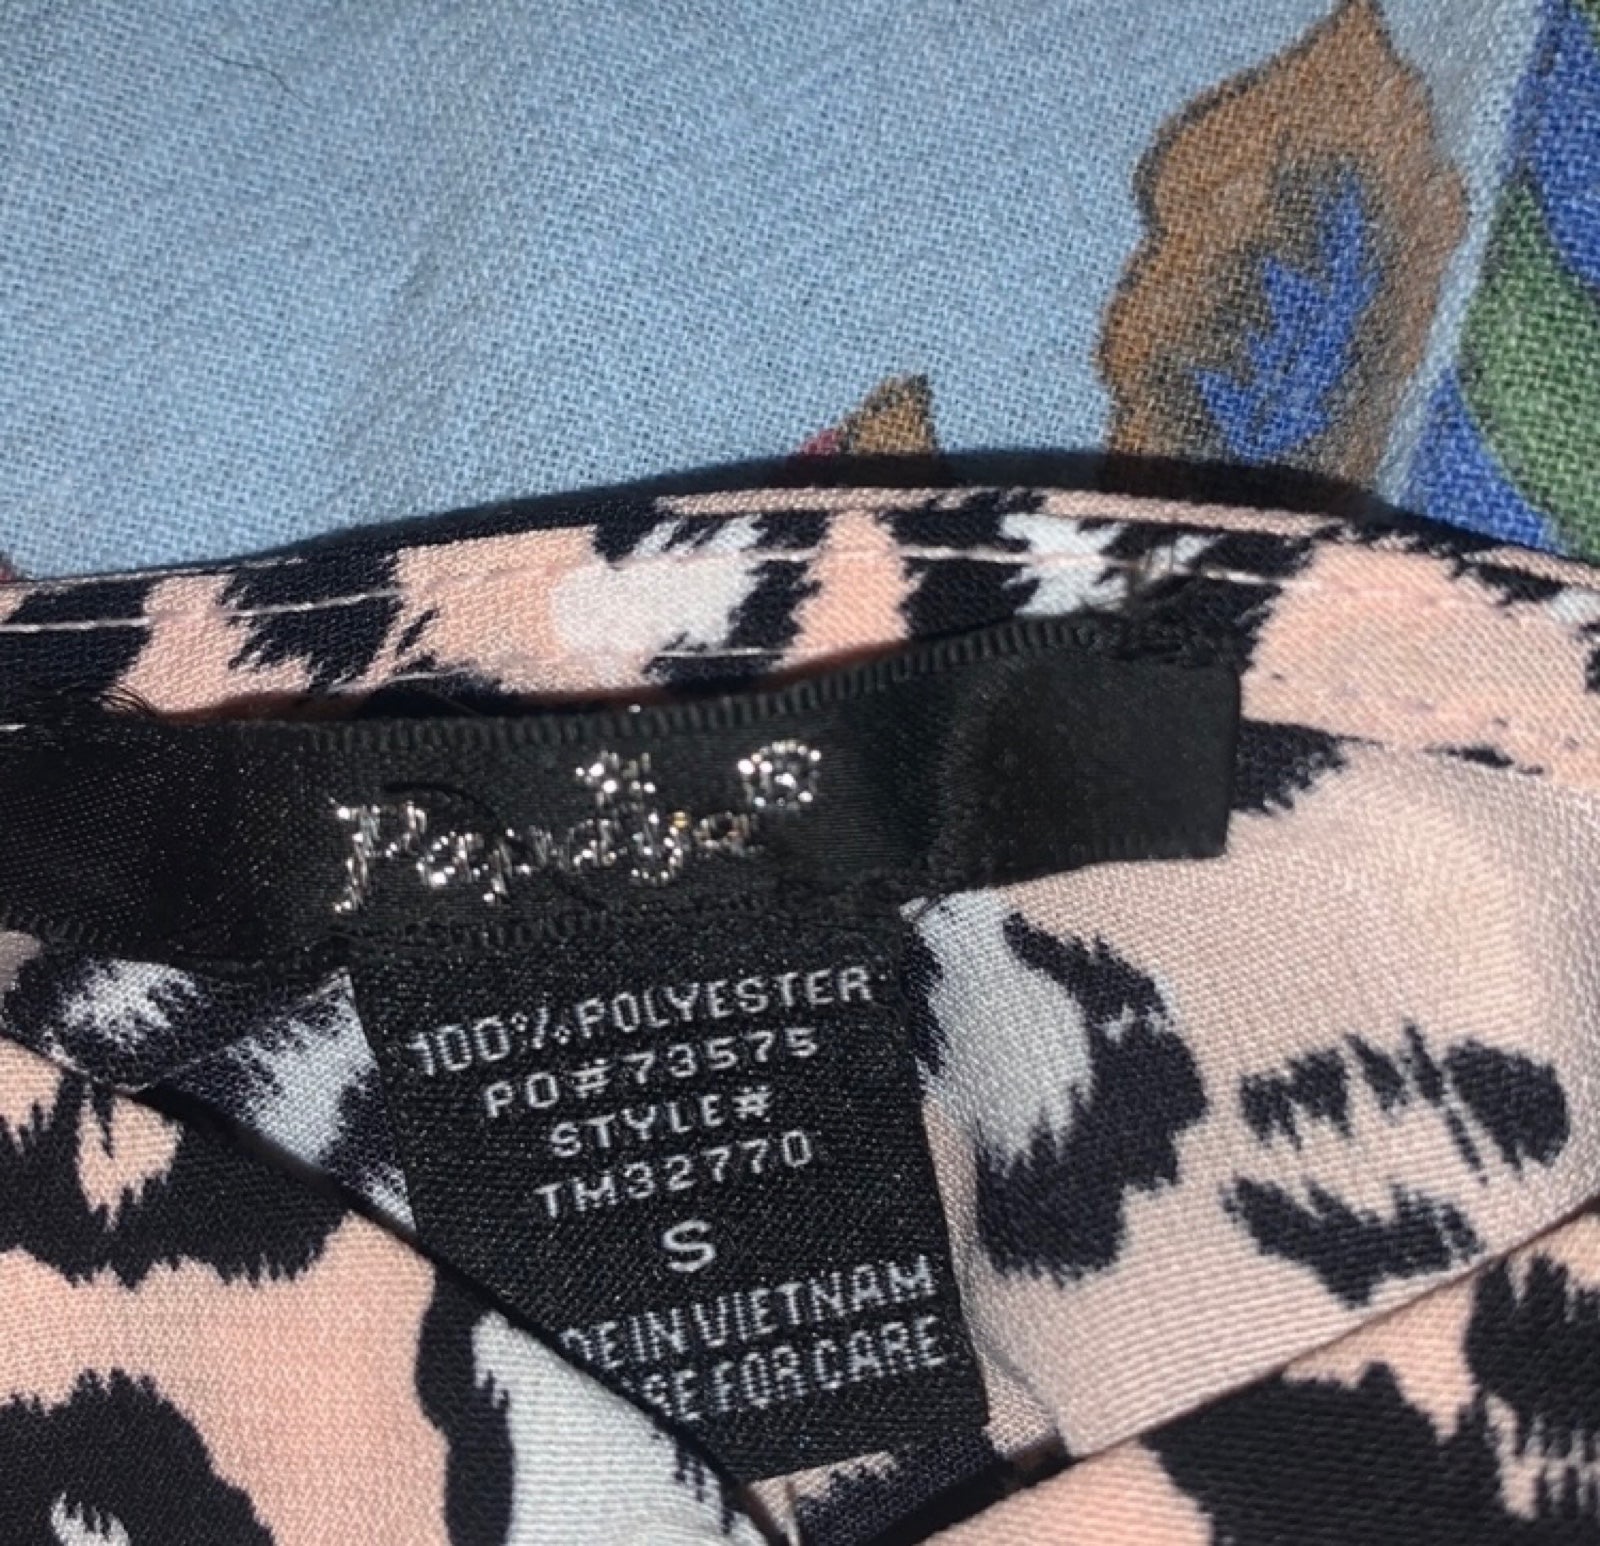 Papaya
100% POLYESTER
PO#73575
STYLE#
TM32770
S
DE IN VIETNAM
SE FOR CARE